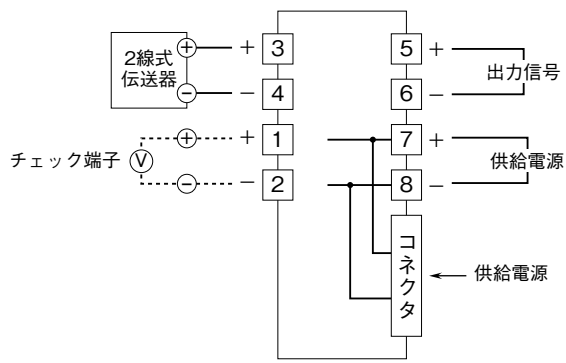 2線式
伝送器
+ + 3
− − 4
チェック端子
V
+ + 1
− − 2
5 +
6 −
出力信号
7 +
8 −
供給電源
コネクタ
供給電源